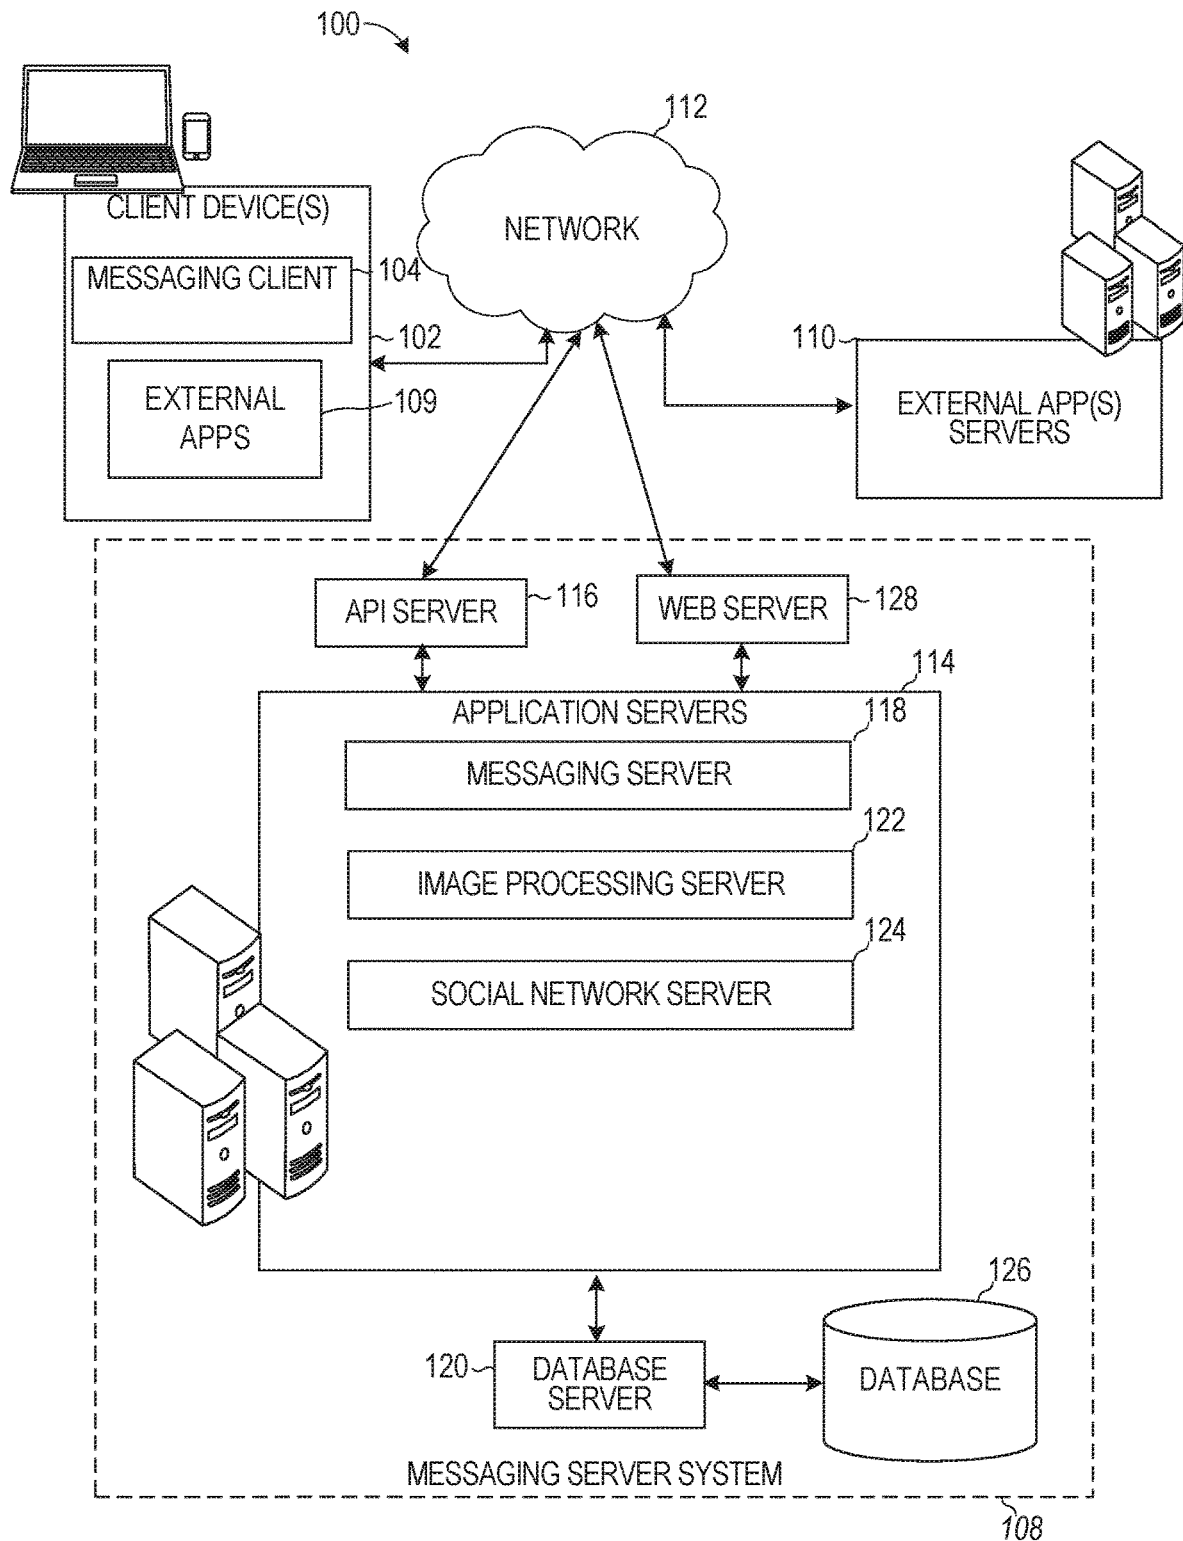 100
112
NETWORK
CLIENT DEVICE(S)
MESSAGING CLIENT
104
102
EXTERNAL
APPS
109
110
EXTERNAL APP(S)
SERVERS
API SERVER
116
WEB SERVER
128
114
APPLICATION SERVERS
118
MESSAGING SERVER
122
IMAGE PROCESSING SERVER
124
SOCIAL NETWORK SERVER
126
120
DATABASE
SERVER
DATABASE
MESSAGING SERVER SYSTEM
108